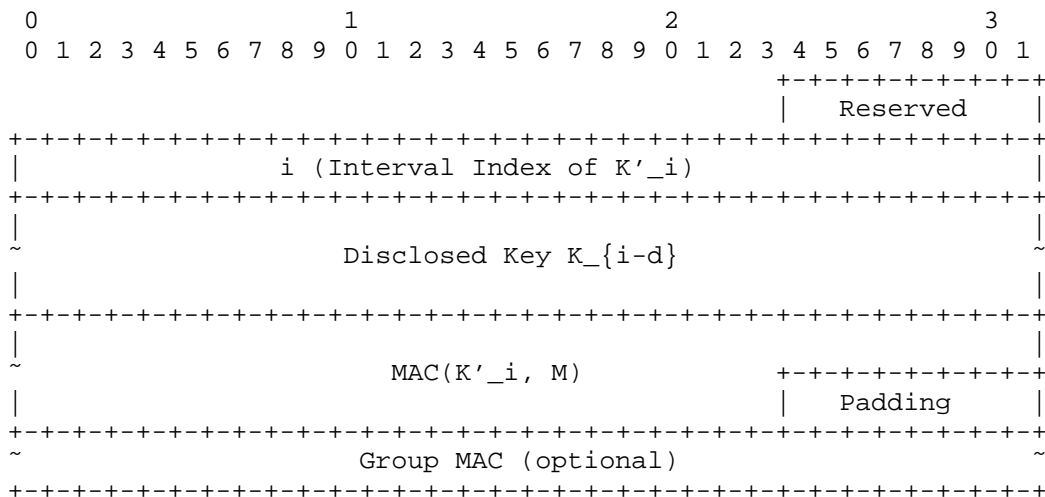 0                   1                   2                   3
0 1 2 3 4 5 6 7 8 9 0 1 2 3 4 5 6 7 8 9 0 1 2 3 4 5 6 7 8 9 0 1
+-+-+-+-+-+-+-+-+
|   Reserved    |
+-+-+-+-+-+-+-+-+-+-+-+-+-+-+-+-+-+-+-+-+-+-+-+-+-+-+-+-+-+-+-+-+
|                i (Interval Index of K’_i)                     |
+-+-+-+-+-+-+-+-+-+-+-+-+-+-+-+-+-+-+-+-+-+-+-+-+-+-+-+-+-+-+-+-+
|                                                               |
~                    Disclosed Key K_{i-d}                      ~
|                                                               |
+-+-+-+-+-+-+-+-+-+-+-+-+-+-+-+-+-+-+-+-+-+-+-+-+-+-+-+-+-+-+-+-+
|                                                               |
~                       MAC(K’_i, M)            +-+-+-+-+-+-+-+-+
|                                               |   Padding     |
+-+-+-+-+-+-+-+-+-+-+-+-+-+-+-+-+-+-+-+-+-+-+-+-+-+-+-+-+-+-+-+-+
~                     Group MAC (optional)                      ~
+-+-+-+-+-+-+-+-+-+-+-+-+-+-+-+-+-+-+-+-+-+-+-+-+-+-+-+-+-+-+-+-+